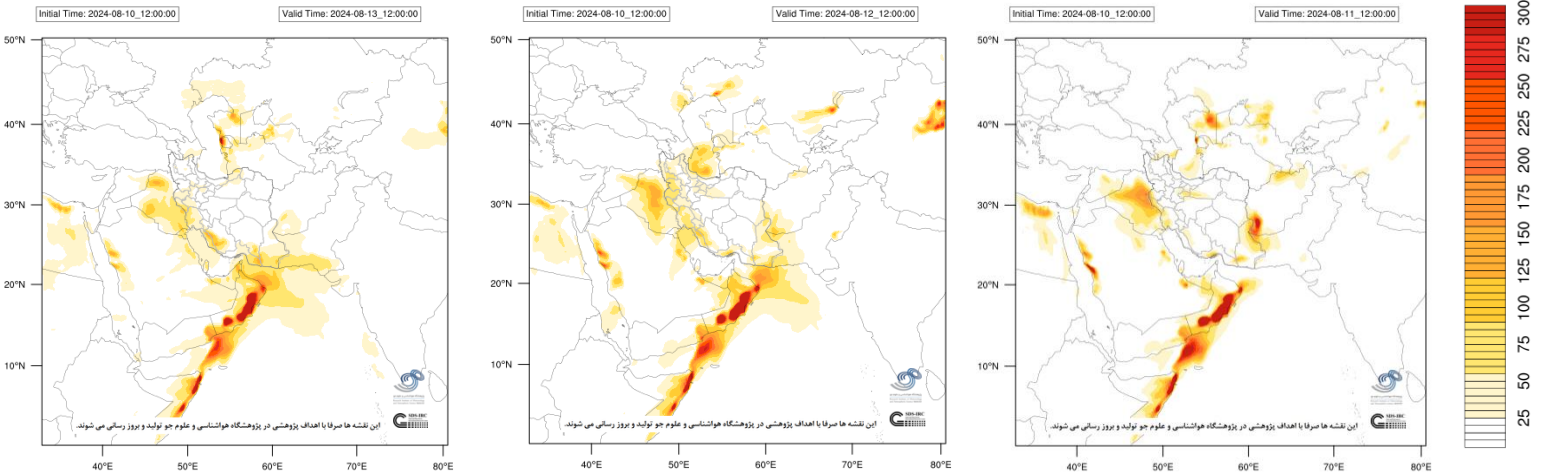 Initial Time: 2024-08-10_12:00:00
Valid Time: 2024-08-13_12:00:00
50°N
40°N
30°N
20°N
10°N
40°E
50°E
60°E
70°E
80°E
این نقشه ها صرفا با اهداف پژوهشی در پژوهشگاه هواشناسی و علوم جو تولید و بروز رسانی می شوند.
SDS-IRC
Initial Time: 2024-08-10_12:00:00
Valid Time: 2024-08-12_12:00:00
50°N
40°N
30°N
20°N
10°N
40°E
50°E
60°E
70°E
80°E
این نقشه ها صرفا با اهداف پژوهشی در پژوهشگاه هواشناسی و علوم جو تولید و بروز رسانی می شوند.
SDS-IRC
Initial Time: 2024-08-10_12:00:00
Valid Time: 2024-08-11_12:00:00
50°N
40°N
30°N
20°N
10°N
40°E
50°E
60°E
70°E
80°E
این نقشه ها صرفا با اهداف پژوهشی در پژوهشگاه هواشناسی و علوم جو تولید و بروز رسانی می شوند.
SDS-IRC
300
275
250
225
200
175
150
125
100
75
50
25